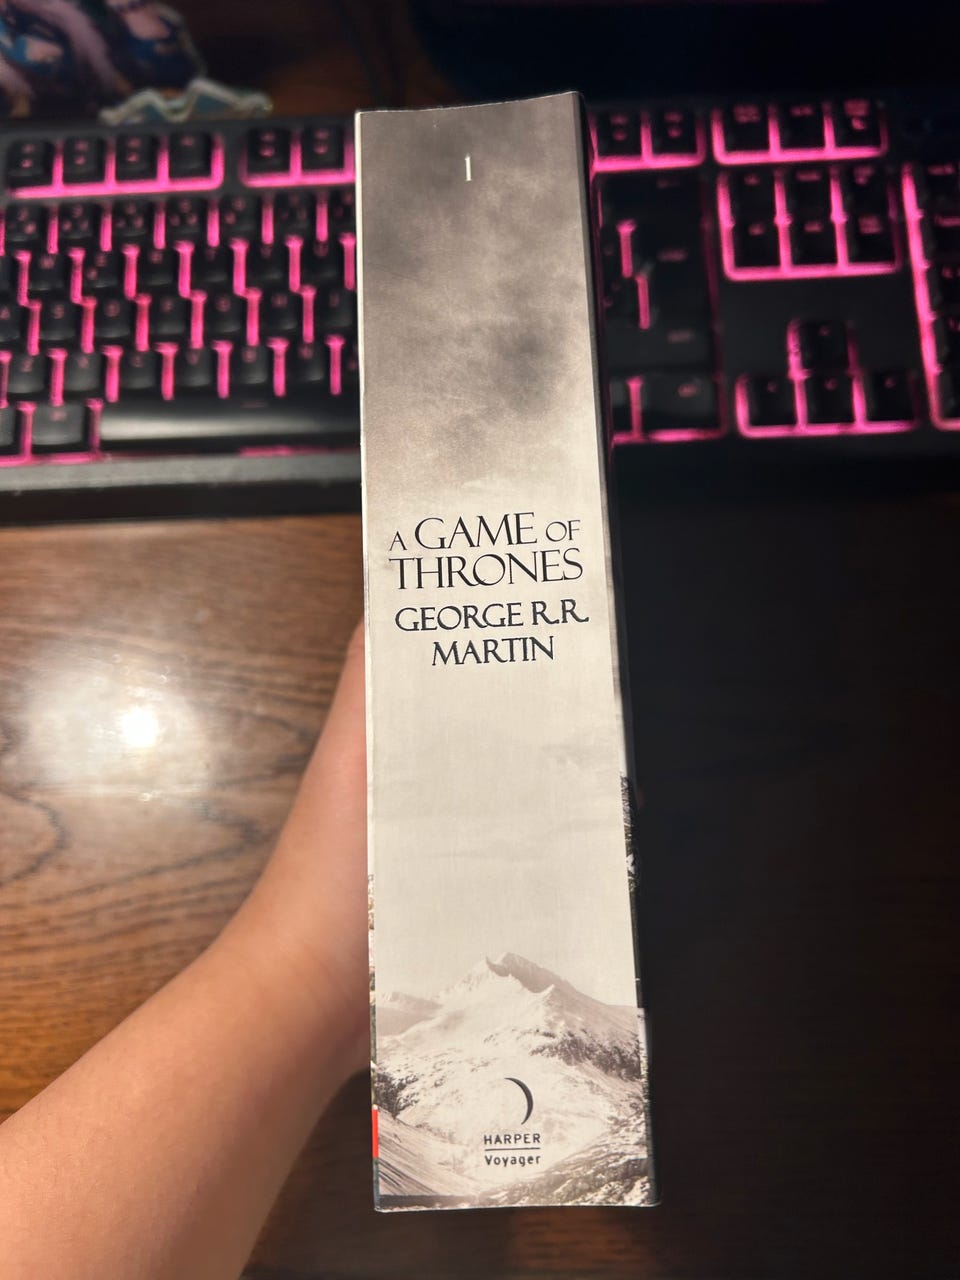 1
A GAME OF
THRONES
GEORGE R.R.
MARTIN
HARPER
Voyager